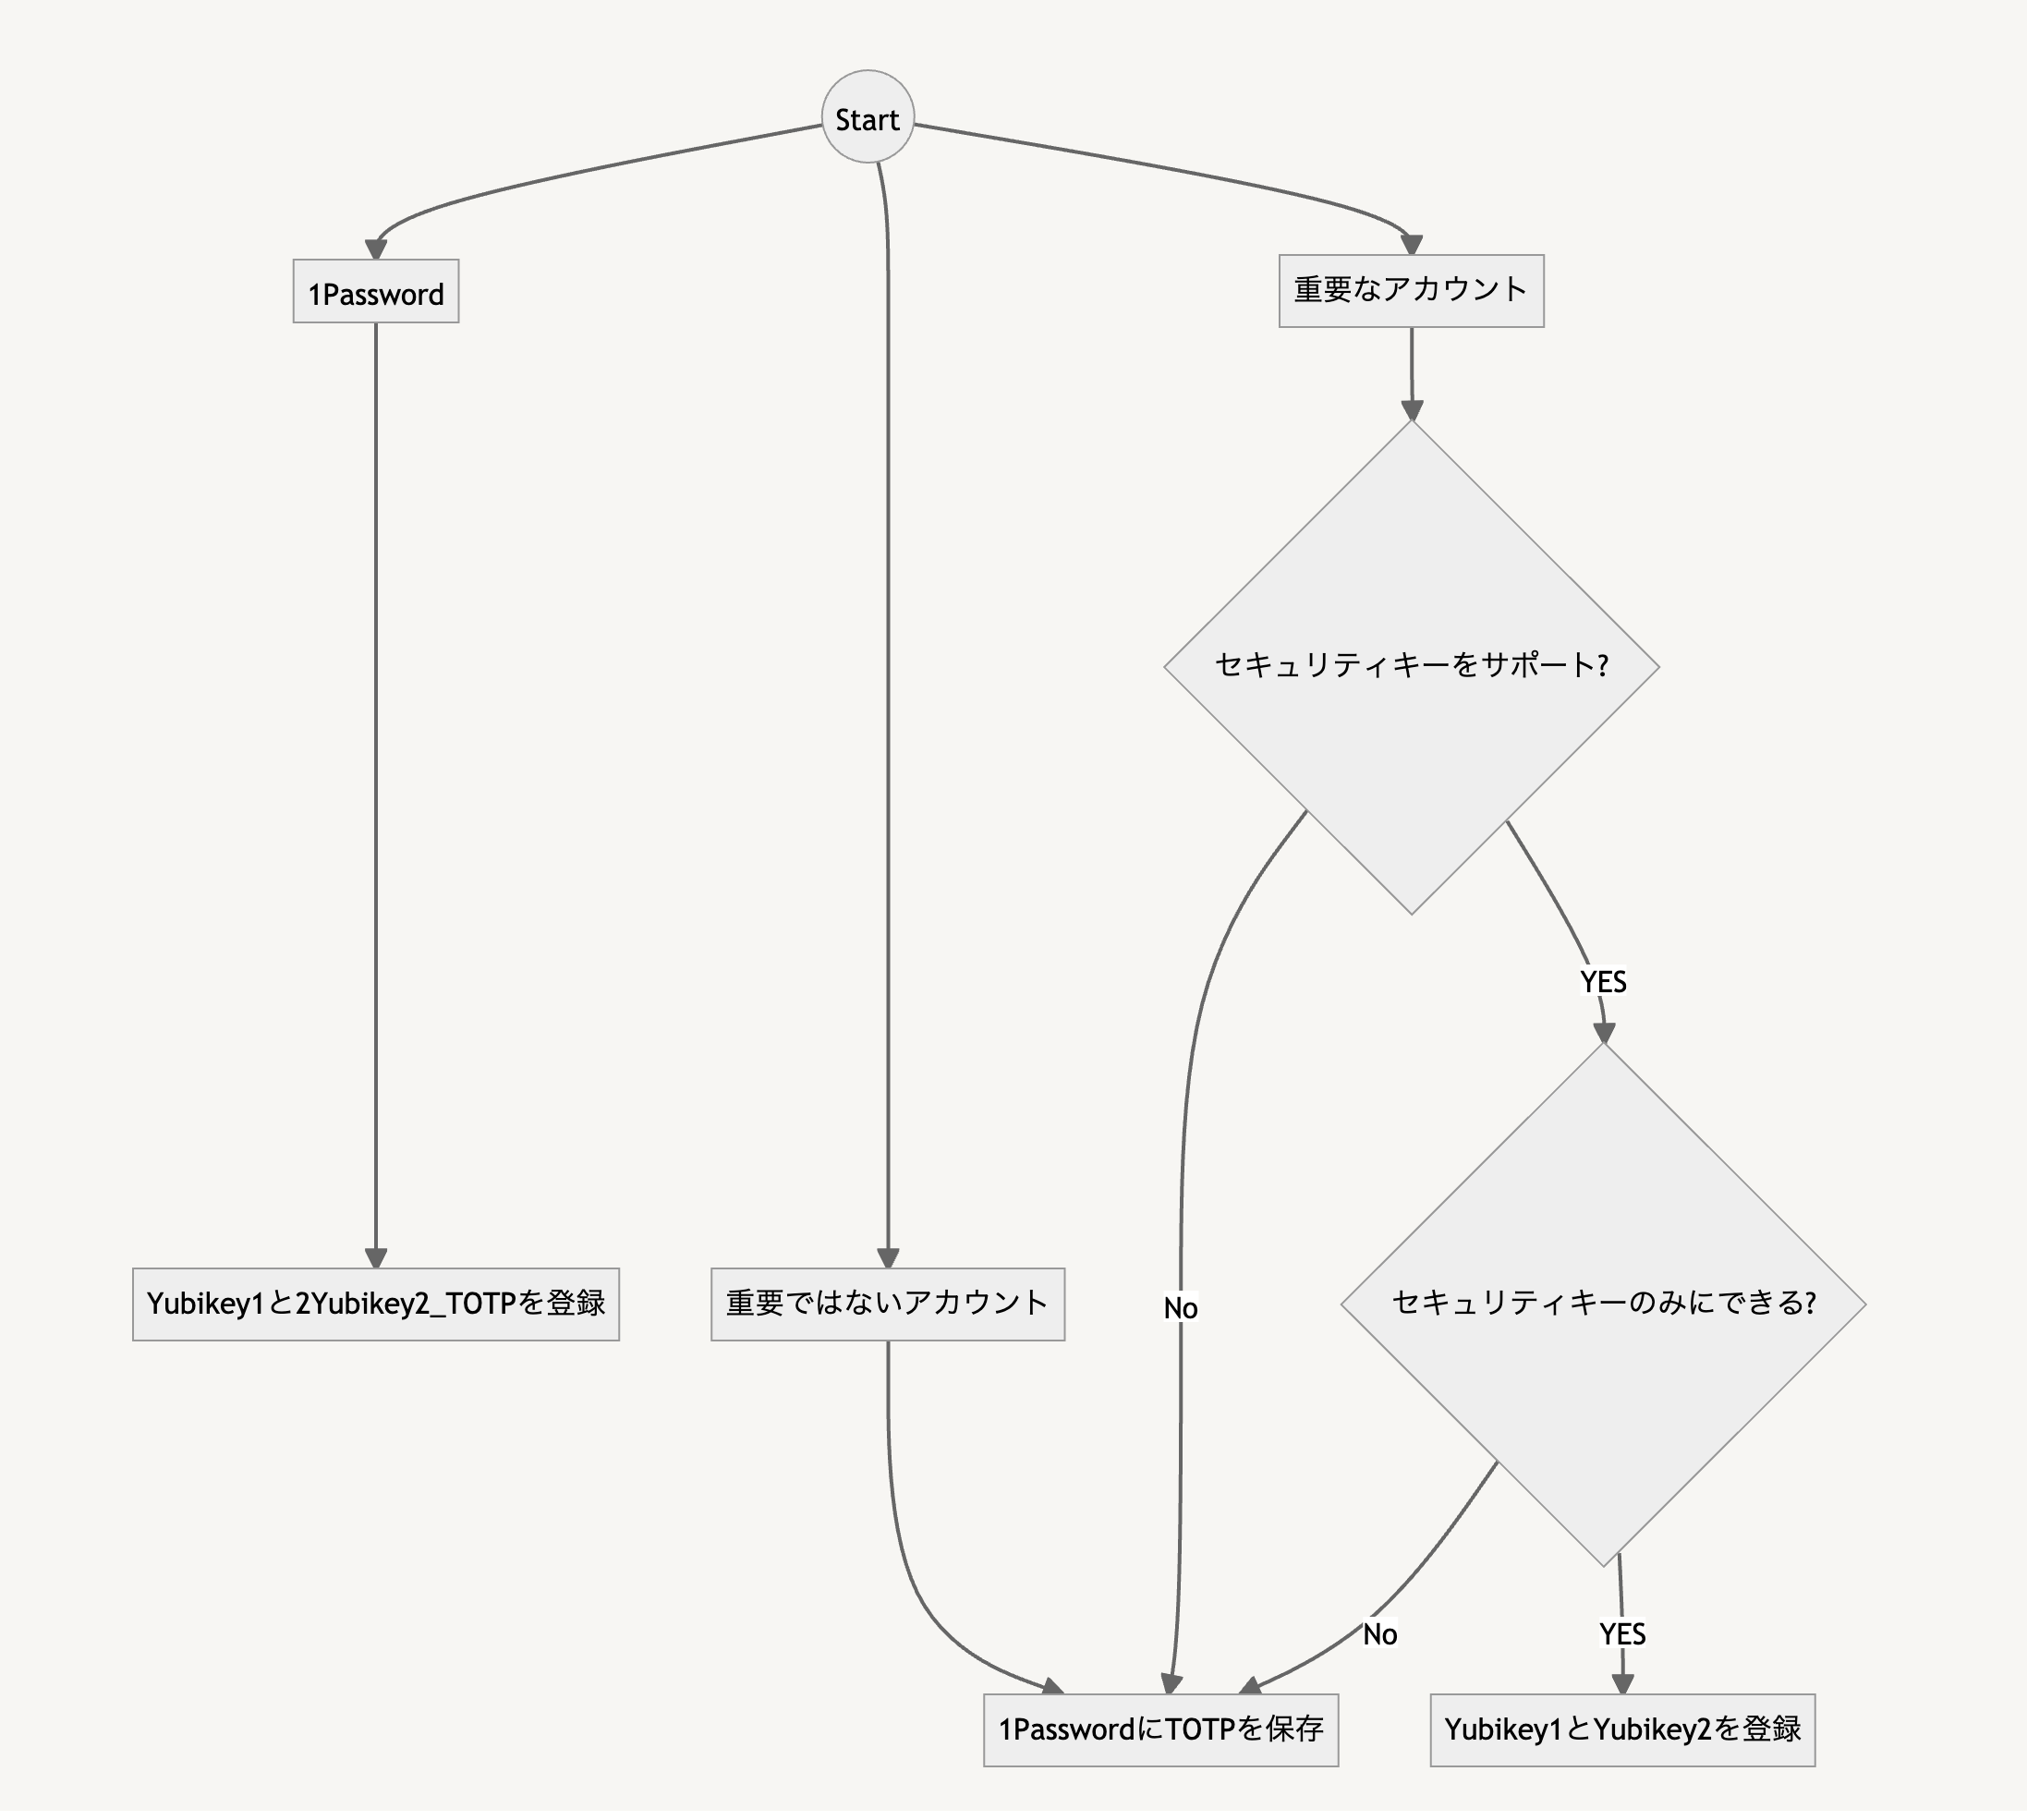 Start
1Password
重要なアカウント
セキュリティキーをサポート?
YES
Yubikey1と2Yubikey2_TOTPを登録
重要ではないアカウント
No
セキュリティキーのみにできる?
No
YES
1PasswordにTOTPを保存
Yubikey1とYubikey2を登録